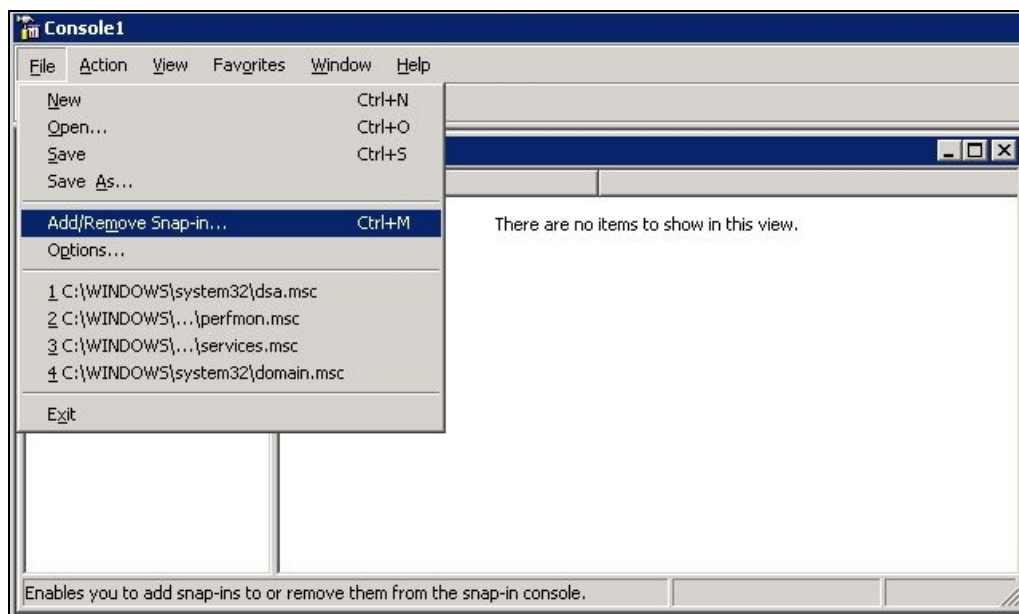 Console1
File Action View Favorites Window Help
New Ctrl+N
Open... Ctrl+O
Save Ctrl+S
Save As...
Add/Remove Snap-in... Ctrl+M
Options...
1 C:\WINDOWS\system32\dsa.msc
2 C:\WINDOWS\...\perfmon.msc
3 C:\WINDOWS\...\services.msc
4 C:\WINDOWS\system32\domain.msc
Exit
There are no items to show in this view.
Enables you to add snap-ins to or remove them from the snap-in console.